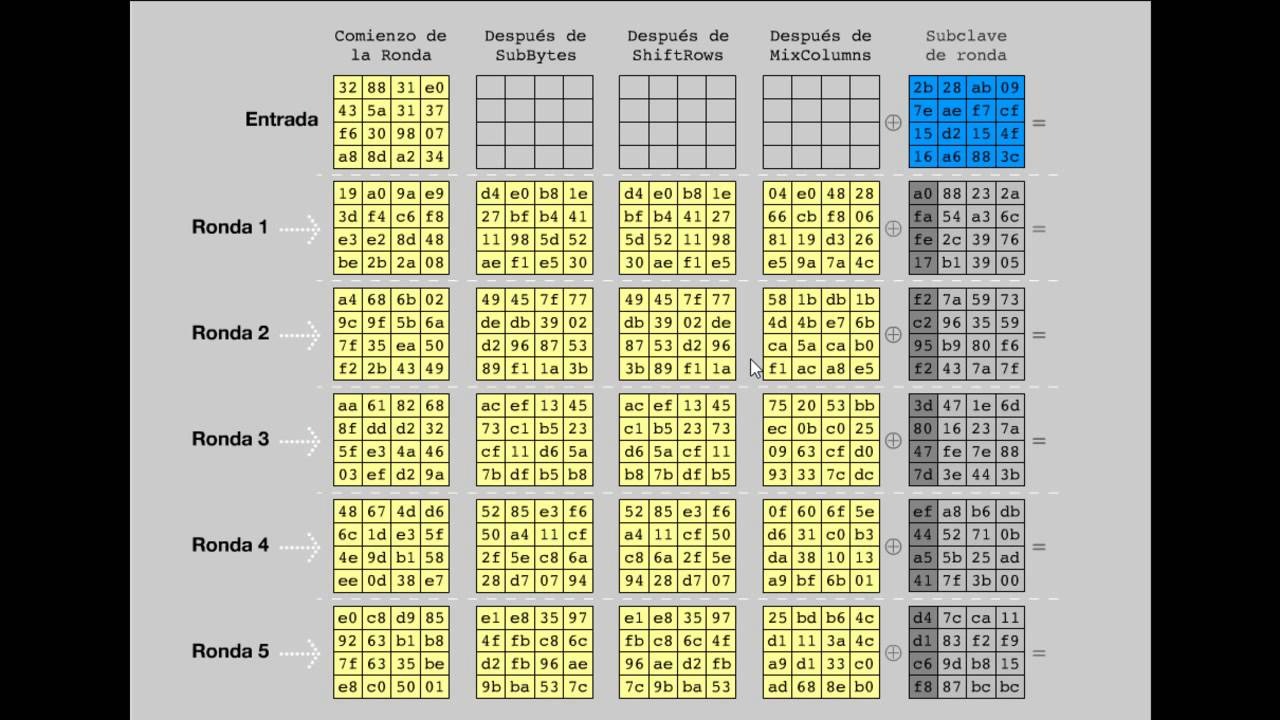 Comienzo de Después de Después de Después de Subclave
la Ronda SubBytes ShiftRows MixColumns de ronda
32 88 31 e0 2b 28 ab 09
43 5a 31 37 7e ae f7 cf
Entrada ⊕ =
f6 30 98 07 15 d2 15 4f
a8 8d a2 34 16 a6 88 3c
19 a0 9a e9 d4 e0 b8 1e d4 e0 b8 1e 04 e0 48 28 a0 88 23 2a
3d f4 c6 f8 27 bf b4 41 bf b4 41 27 66 cb f8 06 fa 54 a3 6c
Ronda 1 ⊕ =
e3 e2 8d 48 11 98 5d 52 5d 52 11 98 81 19 d3 26 fe 2c 39 76
be 2b 2a 08 ae f1 e5 30 30 ae f1 e5 e5 9a 7a 4c 17 b1 39 05
a4 68 6b 02 49 45 7f 77 49 45 7f 77 58 1b db 1b f2 7a 59 73
9c 9f 5b 6a de db 39 02 db 39 02 de 4d 4b e7 6b c2 96 35 59
Ronda 2 ⊕ =
7f 35 ea 50 d2 96 87 53 87 53 d2 96 ca 5a ca b0 95 b9 80 f6
f2 2b 43 49 89 f1 1a 3b 3b 89 f1 1a f1 ac a8 e5 f2 43 7a 7f
aa 61 82 68 ac ef 13 45 ac ef 13 45 75 20 53 bb 3d 47 1e 6d
8f dd d2 32 73 c1 b5 23 c1 b5 23 73 ec 0b c0 25 80 16 23 7a
Ronda 3 ⊕ =
5f e3 4a 46 cf 11 d6 5a d6 5a cf 11 09 63 cf d0 47 fe 7e 88
03 ef d2 9a 7b df b5 b8 b8 7b df b5 93 33 7c dc 7d 3e 44 3b
48 67 4d d6 52 85 e3 f6 52 85 e3 f6 0f 60 6f 5e ef a8 b6 db
6c 1d e3 5f 50 a4 11 cf a4 11 cf 50 d6 31 c0 b3 44 52 71 0b
Ronda 4 ⊕ =
4e 9d b1 58 2f 5e c8 6a c8 6a 2f 5e da 38 10 13 a5 5b 25 ad
ee 0d 38 e7 28 d7 07 94 94 28 d7 07 a9 bf 6b 01 41 7f 3b 00
e0 c8 d9 85 e1 e8 35 97 e1 e8 35 97 25 bd b6 4c d4 7c ca 11
92 63 b1 b8 4f fb c8 6c fb c8 6c 4f d1 11 3a 4c d1 83 f2 f9
Ronda 5 ⊕ =
7f 63 35 be d2 fb 96 ae 96 ae d2 fb a9 d1 33 c0 c6 9d b8 15
e8 c0 50 01 9b ba 53 7c 7c 9b ba 53 ad 68 8e b0 f8 87 bc bc